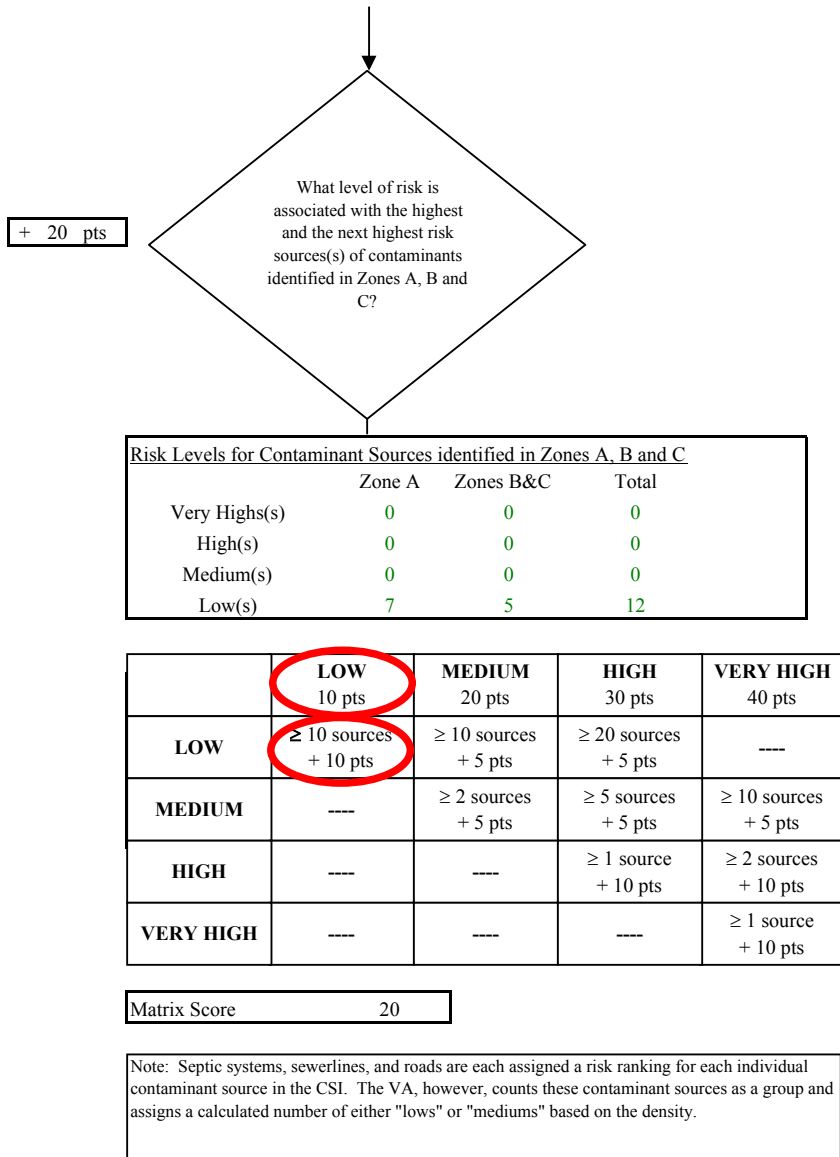 What level of risk is
associated with the highest
and the next highest risk
sources(s) of contaminants
identified in Zones A, B and
C?
+ 20 pts
Risk Levels for Contaminant Sources identified in Zones A, B and C
Zone A Zones B&C Total
Very Highs(s) 0 0 0
High(s) 0 0 0
Medium(s) 0 0 0
Low(s) 7 5 12
LOW MEDIUM HIGH VERY HIGH
10 pts 20 pts 30 pts 40 pts
LOW ≥ 10 sources ≥ 10 sources ≥ 20 sources ----
+ 10 pts + 5 pts + 5 pts
MEDIUM ---- ≥ 2 sources ≥ 5 sources ≥ 10 sources
+ 5 pts + 5 pts + 5 pts
HIGH ---- ---- ≥ 1 source ≥ 2 sources
+ 10 pts + 10 pts
VERY HIGH ---- ---- ---- ≥ 1 source
+ 10 pts
Matrix Score 20
Note: Septic systems, sewerlines, and roads are each assigned a risk ranking for each individual
contaminant source in the CSI. The VA, however, counts these contaminant sources as a group and
assigns a calculated number of either "lows" or "mediums" based on the density.